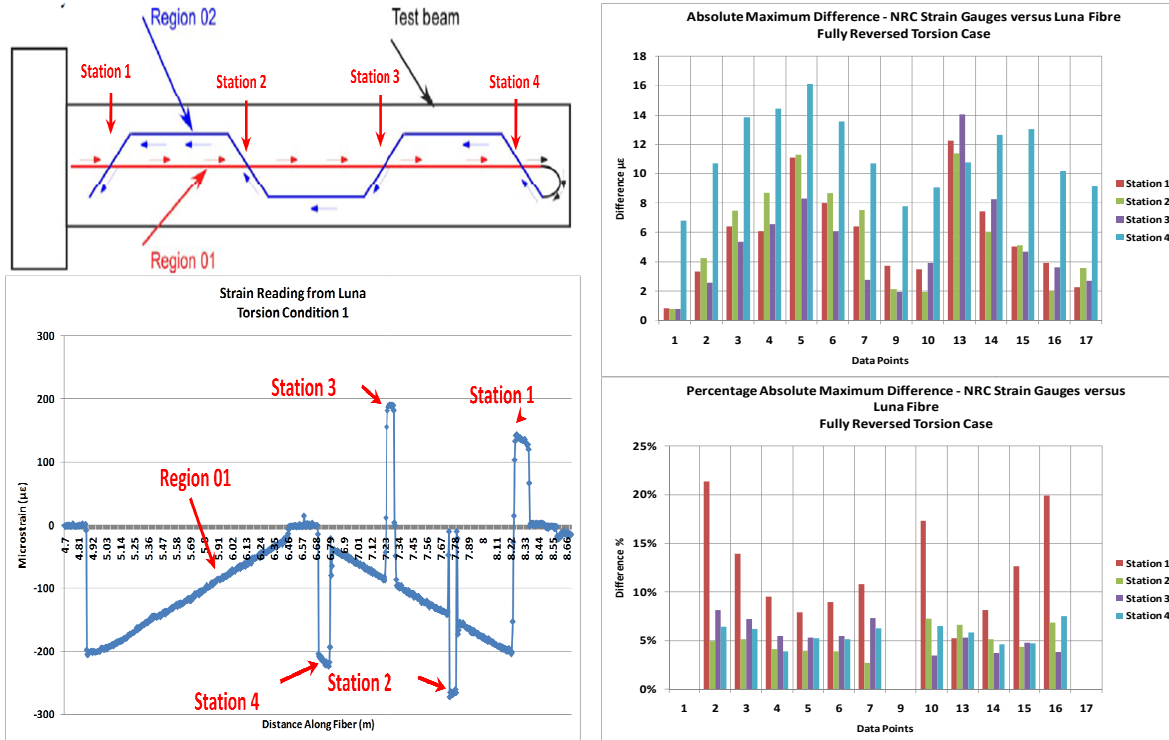 Region 02
Test beam
Station 1
Station 2
Station 3
Station 4
Region 01
Strain Reading from Luna
Torsion Condition 1
Microstrain (με)
300
200
100
0
-100
-200
-300
Station 3
Station 1
Region 01
Station 4
Station 2
4.7 4.81 4.92 5.03 5.14 5.25 5.36 5.47 5.58 5.69 5.91 6.02 6.13 6.24 6.35 6.46 6.57 6.68 6.79 6.9 7.01 7.12 7.23 7.34 7.45 7.56 7.67 7.78 7.89 8 8.11 8.22 8.33 8.44 8.55 8.66
Distance Along Fiber (m)
Absolute Maximum Difference - NRC Strain Gauges versus Luna Fibre
Fully Reversed Torsion Case
Difference με
18
16
14
12
10
8
6
4
2
0
1 2 3 4 5 6 7 9 10 13 14 15 16 17
Data Points
Station 1
Station 2
Station 3
Station 4
Percentage Absolute Maximum Difference - NRC Strain Gauges versus
Luna Fibre
Fully Reversed Torsion Case
Difference %
25%
20%
15%
10%
5%
0%
1 2 3 4 5 6 7 9 10 13 14 15 16 17
Data Points
Station 1
Station 2
Station 3
Station 4